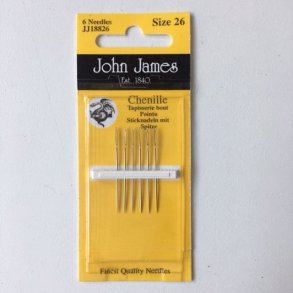 6 Needles
JJ18826
Size 26
John James
Est. 1840.
Chenille
Tapisserie bout
Pointu
Sticknadeln mit
Spitze
Finest Quality Needles